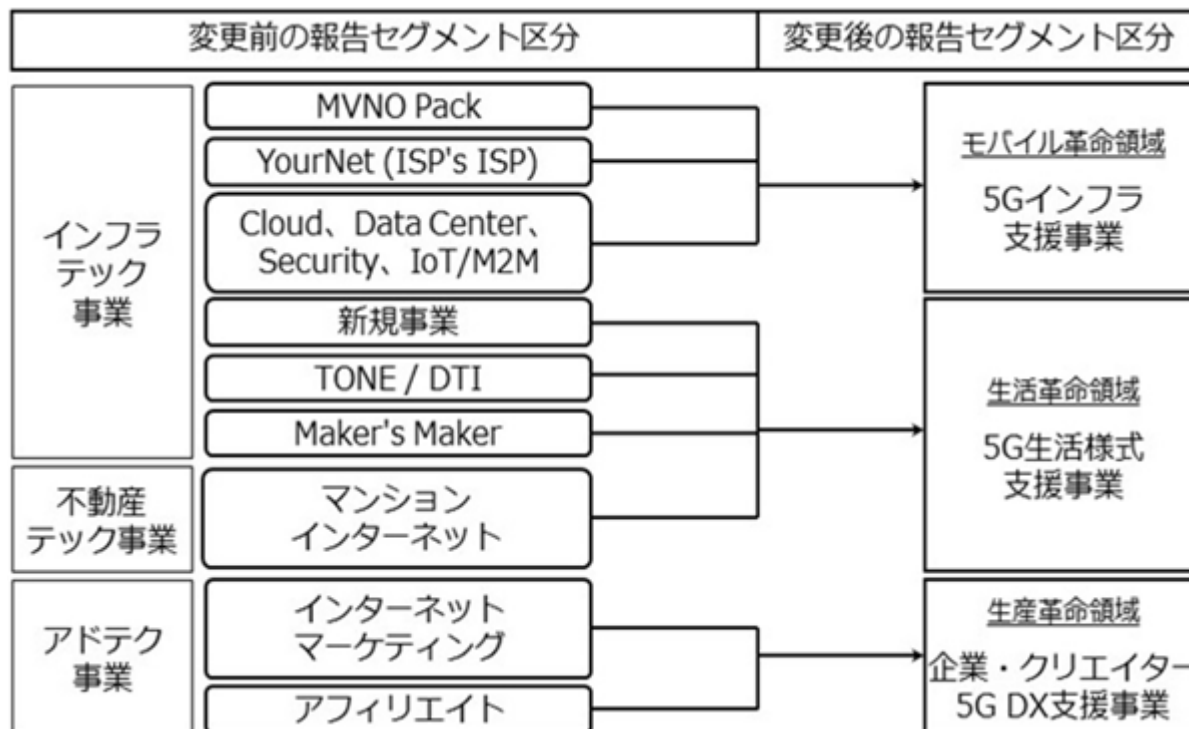 変更前の報告セグメント区分
変更後の報告セグメント区分
インフラ
テック
事業
MVNO Pack
YourNet (ISP's ISP)
Cloud、Data Center、
Security、IoT/M2M
新規事業
TONE / DTI
Maker's Maker
不動産
テック事業
マンション
インターネット
アドテク
事業
インターネット
マーケティング
アフィリエイト
モバイル革命領域
5Gインフラ
支援事業
生活革命領域
5G生活様式
支援事業
生産革命領域
企業・クリエイター
5G DX支援事業